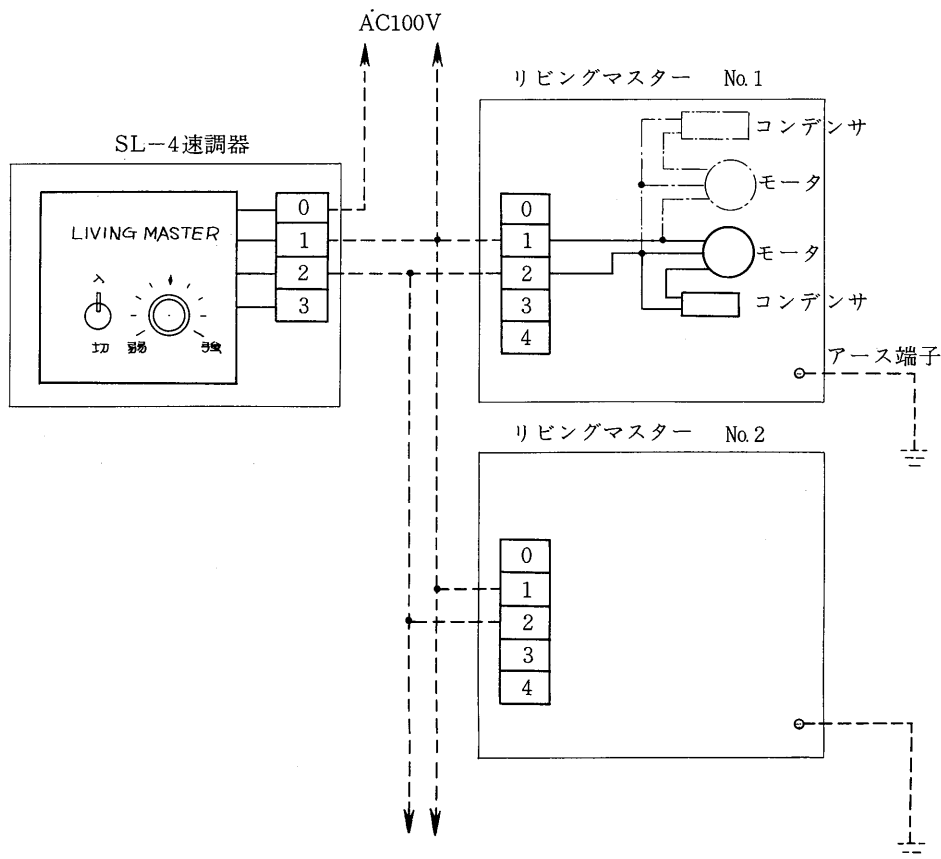 AC100V
リビングマスター No.1
コンデンサ
モータ
モータ
コンデンサ
アース端子
0
1
2
3
4
SL-4速調器
LIVING MASTER
入
切
弱
強
0
1
2
3
リビングマスター No.2
0
1
2
3
4